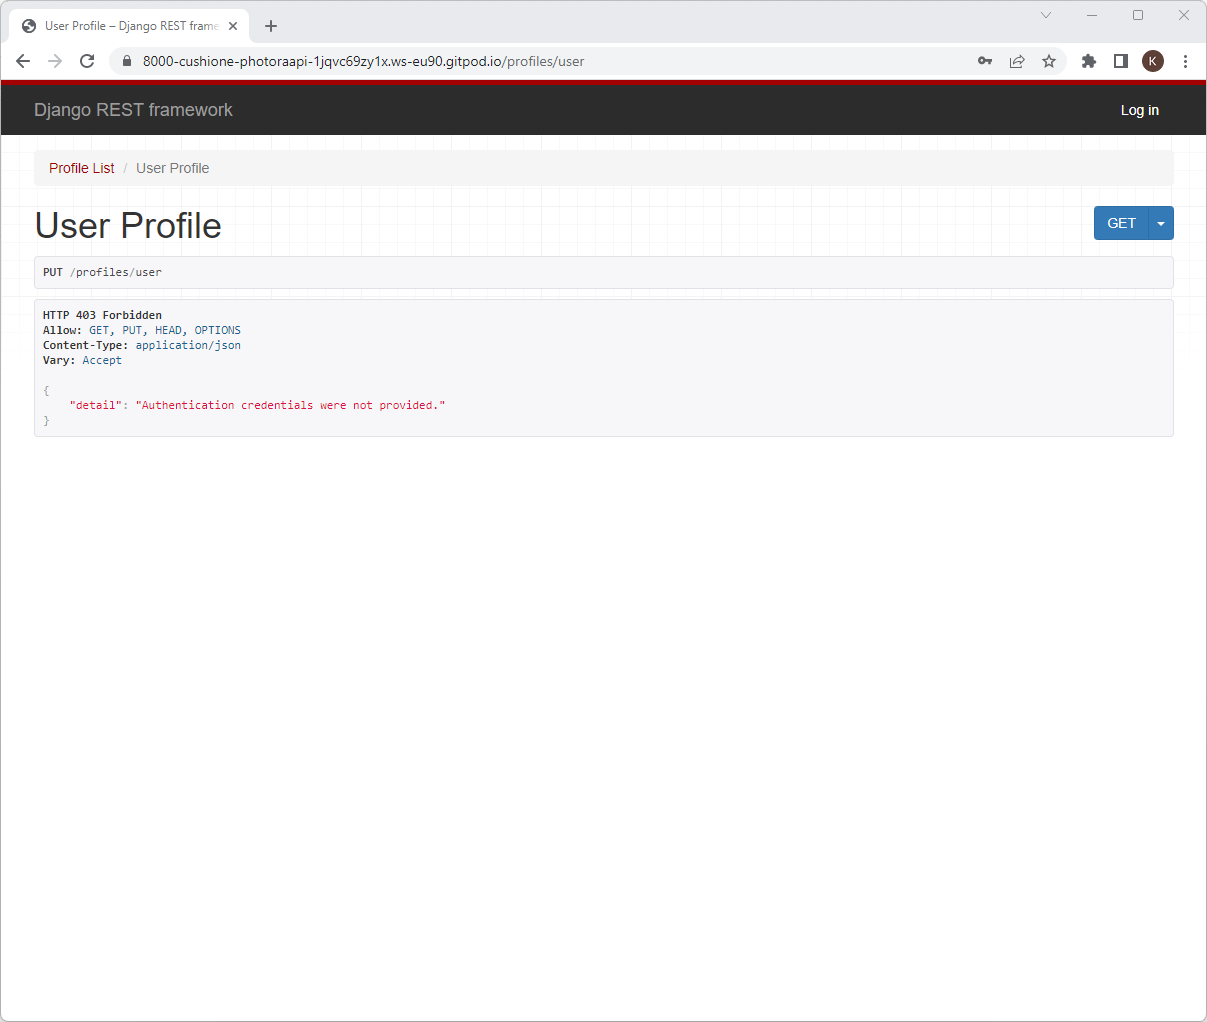 User Profile – Django REST frame
8000-cushione-photoraapi-1jqvc69zy1x.ws-eu90.gitpod.io/profiles/user
K
Django REST framework
Log in
Profile List / User Profile
User Profile
GET
PUT /profiles/user
HTTP 403 Forbidden
Allow: GET, PUT, HEAD, OPTIONS
Content-Type: application/json
Vary: Accept
{
    "detail": "Authentication credentials were not provided."
}